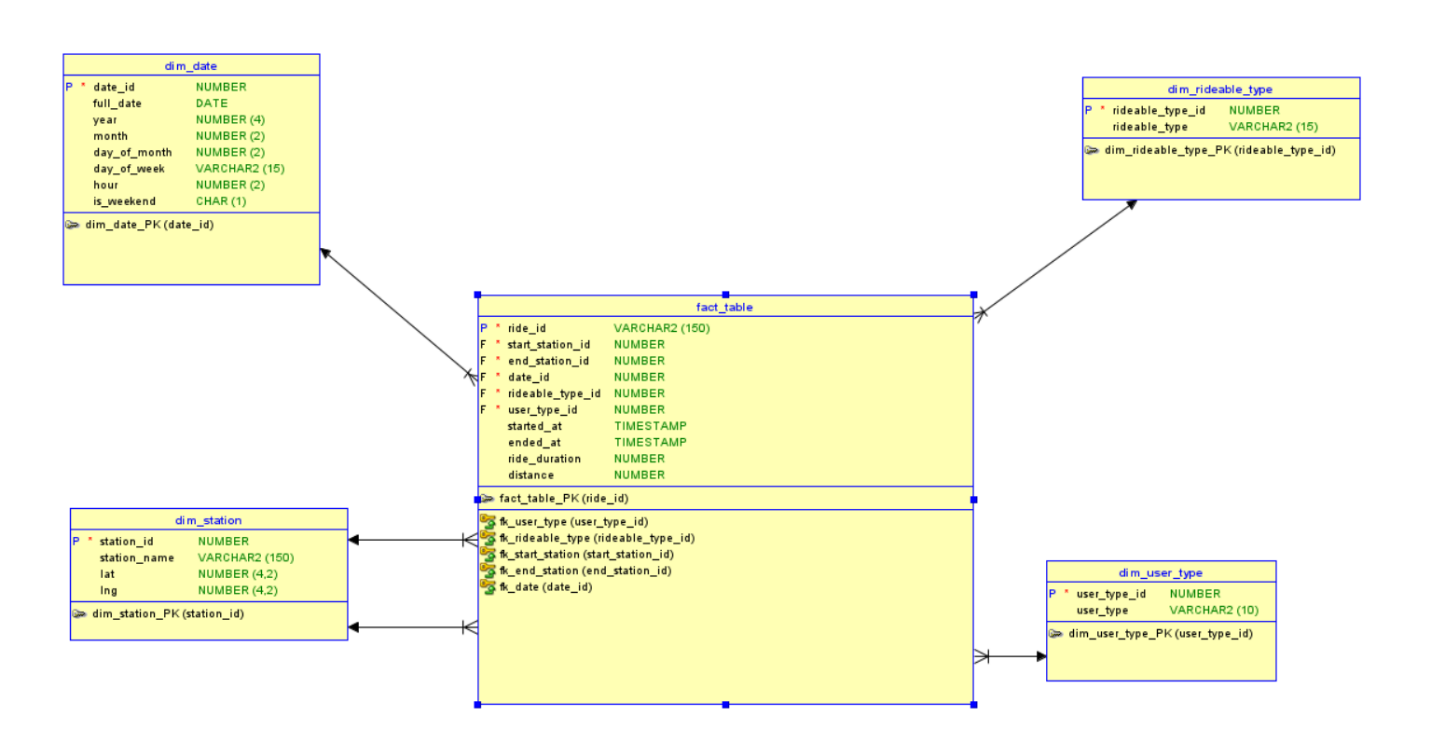 dim_date
P * date_id NUMBER
full_date DATE
year NUMBER (4)
month NUMBER (2)
day_of_month NUMBER (2)
day_of_week VARCHAR2 (15)
hour NUMBER (2)
is_weekend CHAR (1)
dim_date_PK (date_id)
dim_rideable_type
P * rideable_type_id NUMBER
rideable_type VARCHAR2 (15)
dim_rideable_type_PK (rideable_type_id)
fact_table
P * ride_id VARCHAR2 (150)
F * start_station_id NUMBER
F * end_station_id NUMBER
F * date_id NUMBER
F * rideable_type_id NUMBER
F * user_type_id NUMBER
started_at TIMESTAMP
ended_at TIMESTAMP
ride_duration NUMBER
distance NUMBER
fact_table_PK (ride_id)
fk_user_type (user_type_id)
fk_rideable_type (rideable_type_id)
fk_start_station (start_station_id)
fk_end_station (end_station_id)
fk_date (date_id)
dim_station
P * station_id NUMBER
station_name VARCHAR2 (150)
lat NUMBER (4,2)
lng NUMBER (4,2)
dim_station_PK (station_id)
dim_user_type
P * user_type_id NUMBER
user_type VARCHAR2 (10)
dim_user_type_PK (user_type_id)